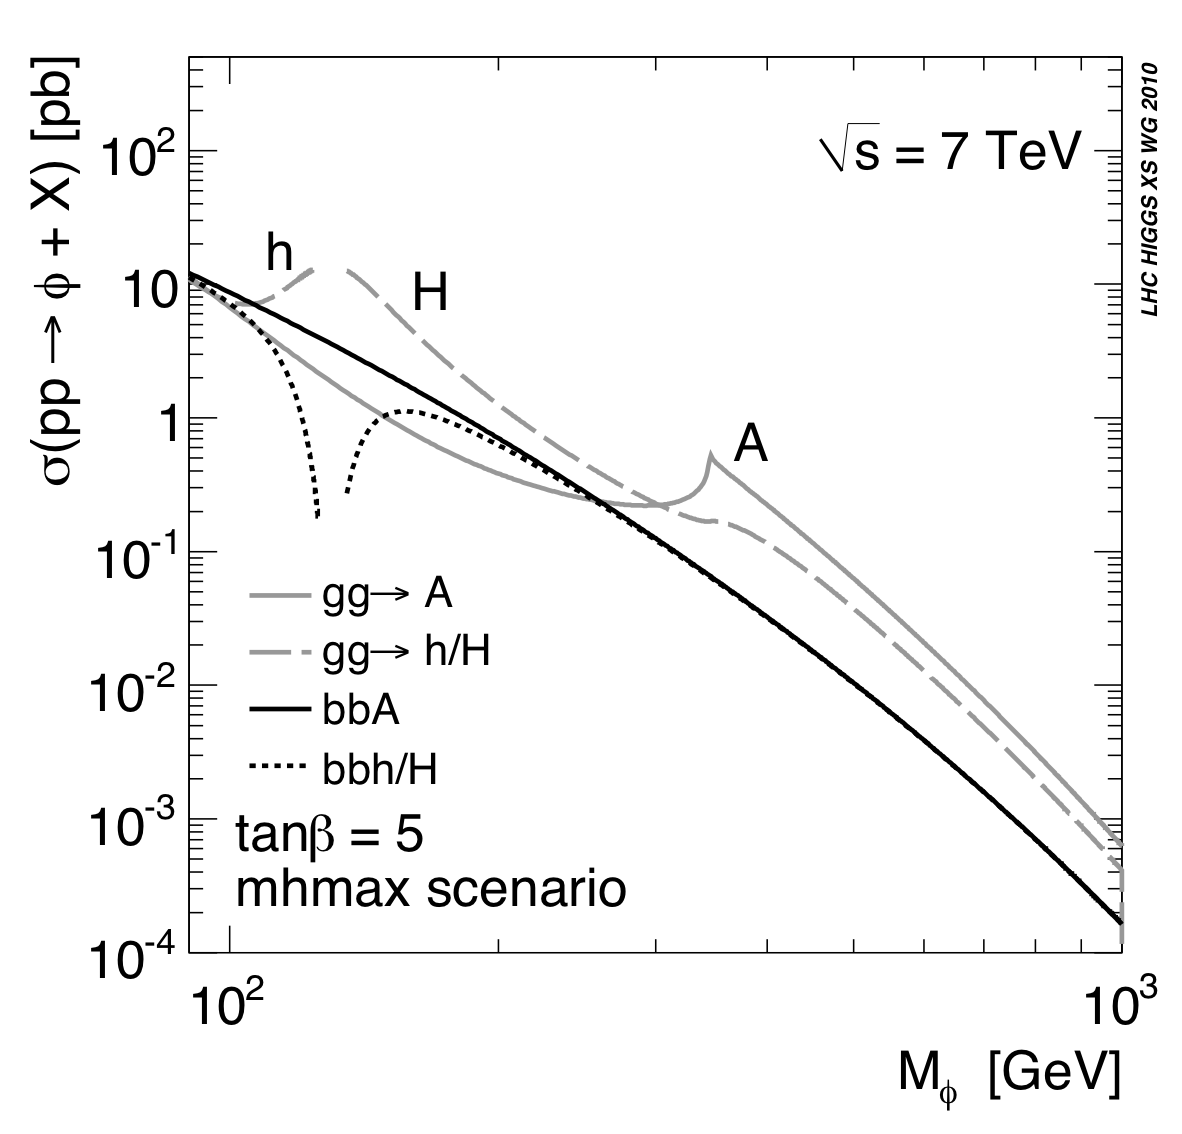 σ(pp → ϕ + X) [pb]
LHC HIGGS XS WG 2010
√s = 7 TeV
10²
h
10
H
1
A
10⁻¹
gg→ A
gg→ h/H
10⁻²
bbA
bbh/H
10⁻³
tanβ = 5
mhmax scenario
10⁻⁴
10²
10³
M_ϕ [GeV]